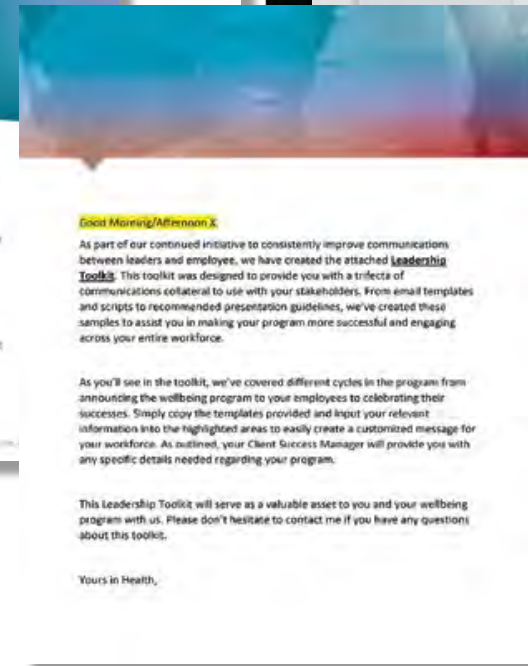 Good Morning/Afternoon X,
As part of our continued initiative to consistently improve communications
between leaders and employee, we have created the attached Leadership
Toolkit. This toolkit was designed to provide you with a trifecta of
communications collateral to use with your stakeholders. From email templates
and scripts to recommended presentation guidelines, we've created these
samples to assist you in making your program more successful and engaging
across your entire workforce.
As you'll see in the toolkit, we've covered different cycles in the program from
announcing the wellbeing program to your employees to celebrating their
successes. Simply copy the templates provided and input your relevant
information into the highlighted areas to easily create a customized message for
your workforce. As outlined, your Client Success Manager will provide you with
any specific details needed regarding your program.
This Leadership Toolkit will serve as a valuable asset to you and your wellbeing
program with us. Please don't hesitate to contact me if you have any questions
about this toolkit.
Yours in Health,